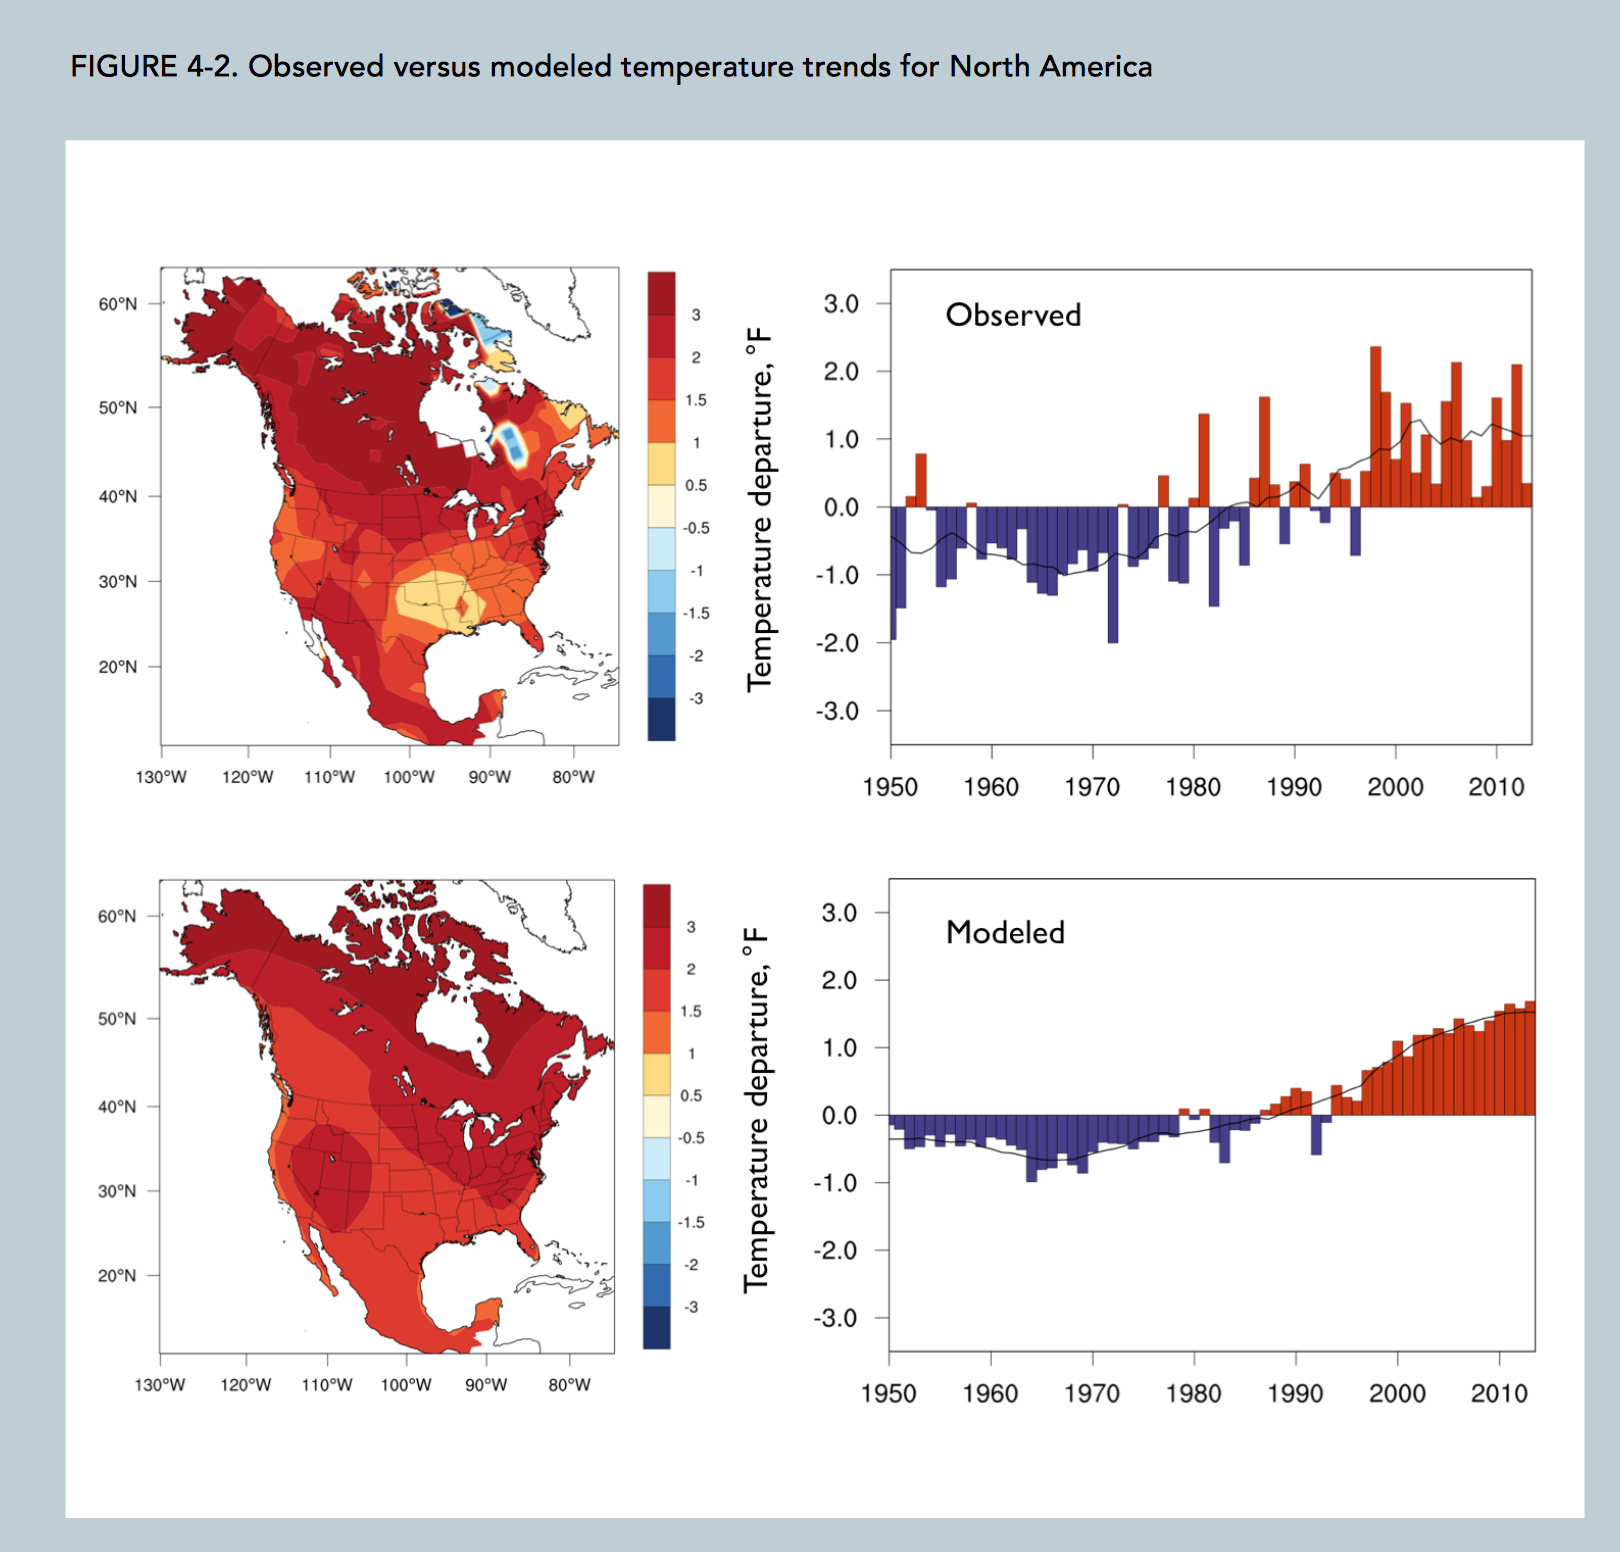 FIGURE 4-2. Observed versus modeled temperature trends for North America
60°N
50°N
40°N
30°N
20°N
130°W 120°W 110°W 100°W 90°W 80°W
3
2
1.5
1
0.5
-0.5
-1
-1.5
-2
-3
Temperature departure, °F
Observed
3.0
2.0
1.0
0.0
-1.0
-2.0
-3.0
1950 1960 1970 1980 1990 2000 2010
60°N
50°N
40°N
30°N
20°N
130°W 120°W 110°W 100°W 90°W 80°W
3
2
1.5
1
0.5
-0.5
-1
-1.5
-2
-3
Temperature departure, °F
Modeled
3.0
2.0
1.0
0.0
-1.0
-2.0
-3.0
1950 1960 1970 1980 1990 2000 2010